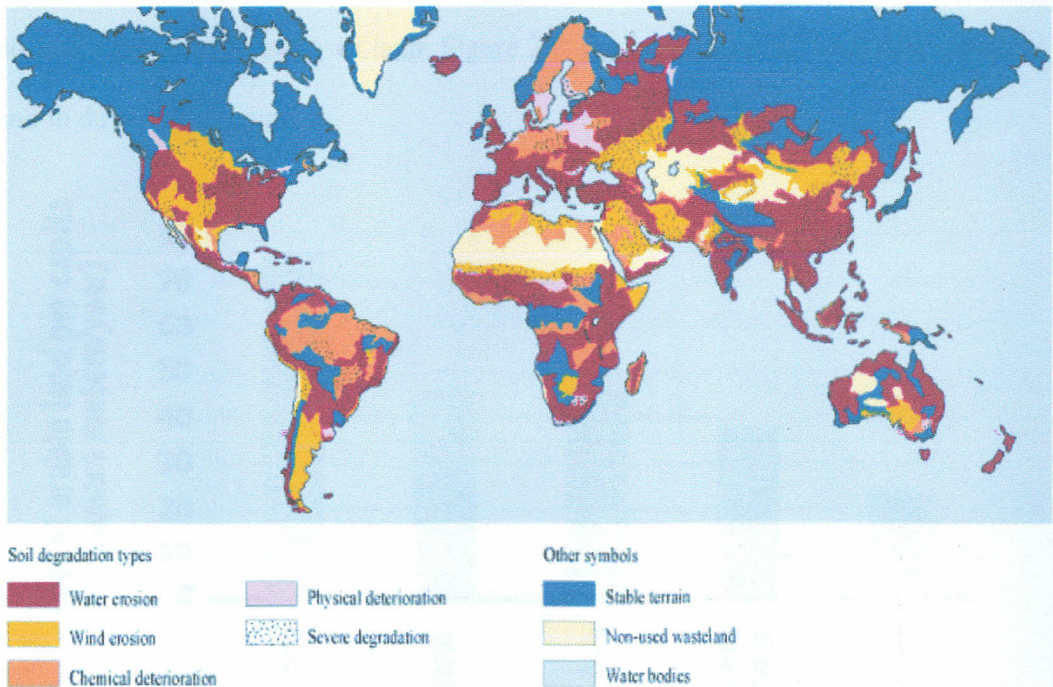 Soil degradation types
Water erosion
Wind erosion
Chemical deterioration
Physical deterioration
Severe degradation
Other symbols
Stable terrain
Non-used wasteland
Water bodies